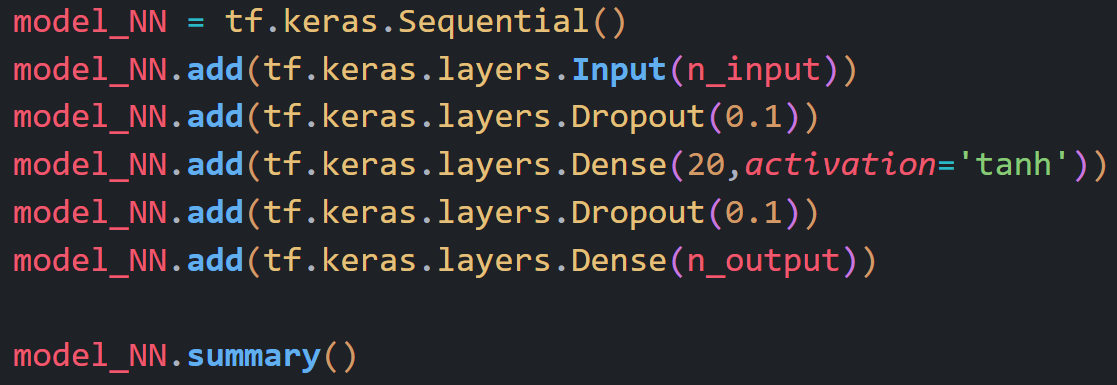 model_NN = tf.keras.Sequential()
model_NN.add(tf.keras.layers.Input(n_input))
model_NN.add(tf.keras.layers.Dropout(0.1))
model_NN.add(tf.keras.layers.Dense(20,activation='tanh'))
model_NN.add(tf.keras.layers.Dropout(0.1))
model_NN.add(tf.keras.layers.Dense(n_output))
model_NN.summary()